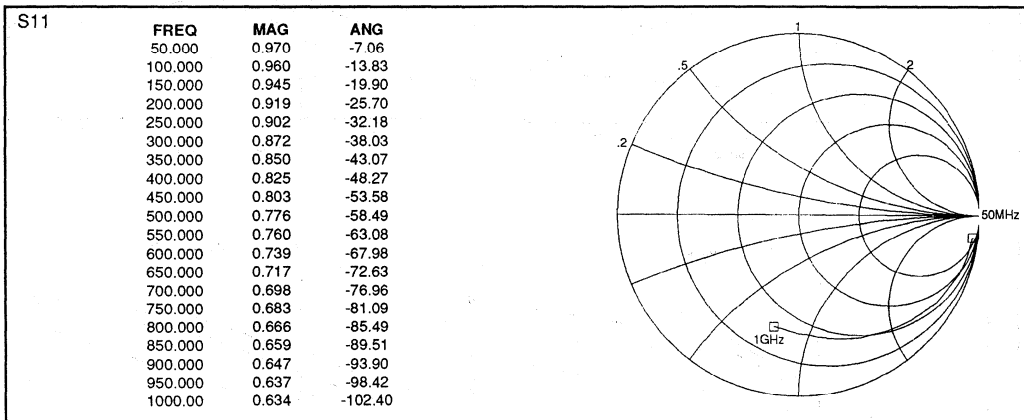 S11
FREQ MAG ANG
50.000 0.970 -7.06
100.000 0.960 -13.83
150.000 0.945 -19.90
200.000 0.919 -25.70
250.000 0.902 -32.18
300.000 0.872 -38.03
350.000 0.850 -43.07
400.000 0.825 -48.27
450.000 0.803 -53.58
500.000 0.776 -58.49
550.000 0.760 -63.08
600.000 0.739 -67.98
650.000 0.717 -72.63
700.000 0.698 -76.96
750.000 0.683 -81.09
800.000 0.666 -85.49
850.000 0.659 -89.51
900.000 0.647 -93.90
950.000 0.637 -98.42
1000.00 0.634 -102.40
1
.5
2
.2
50MHz
1GHz